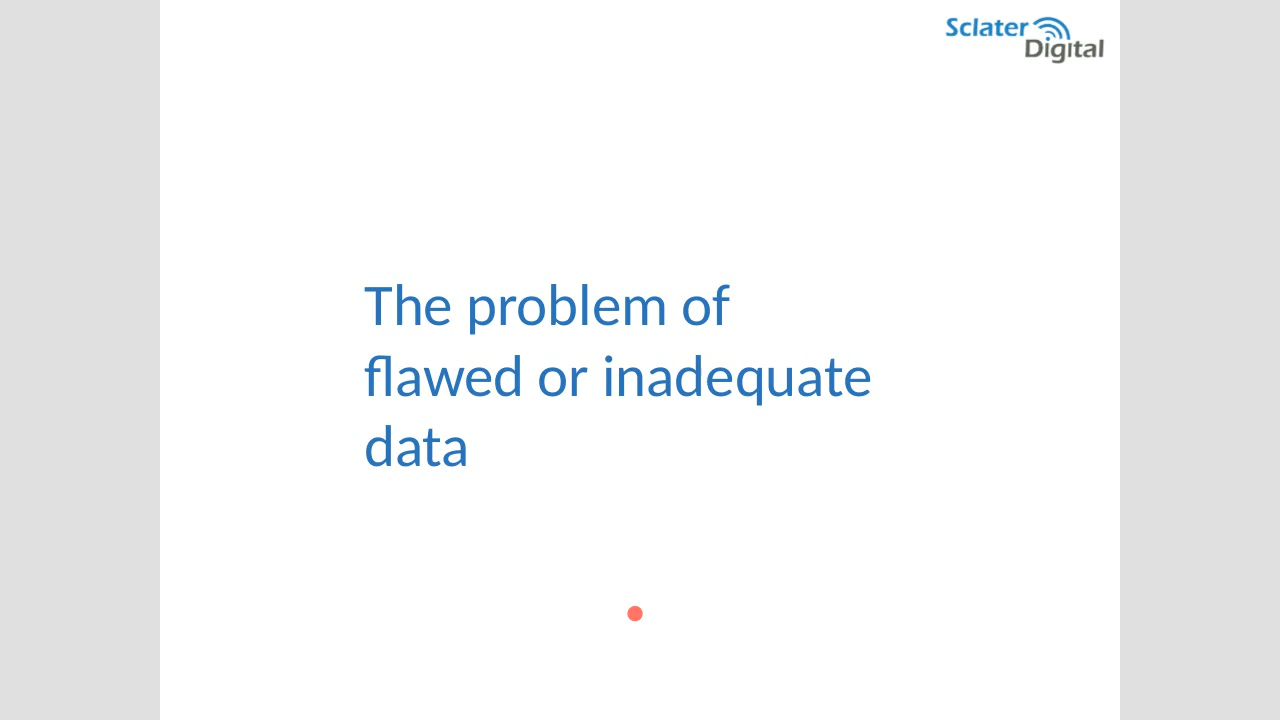 Sclater
Digital
The problem of
flawed or inadequate
data